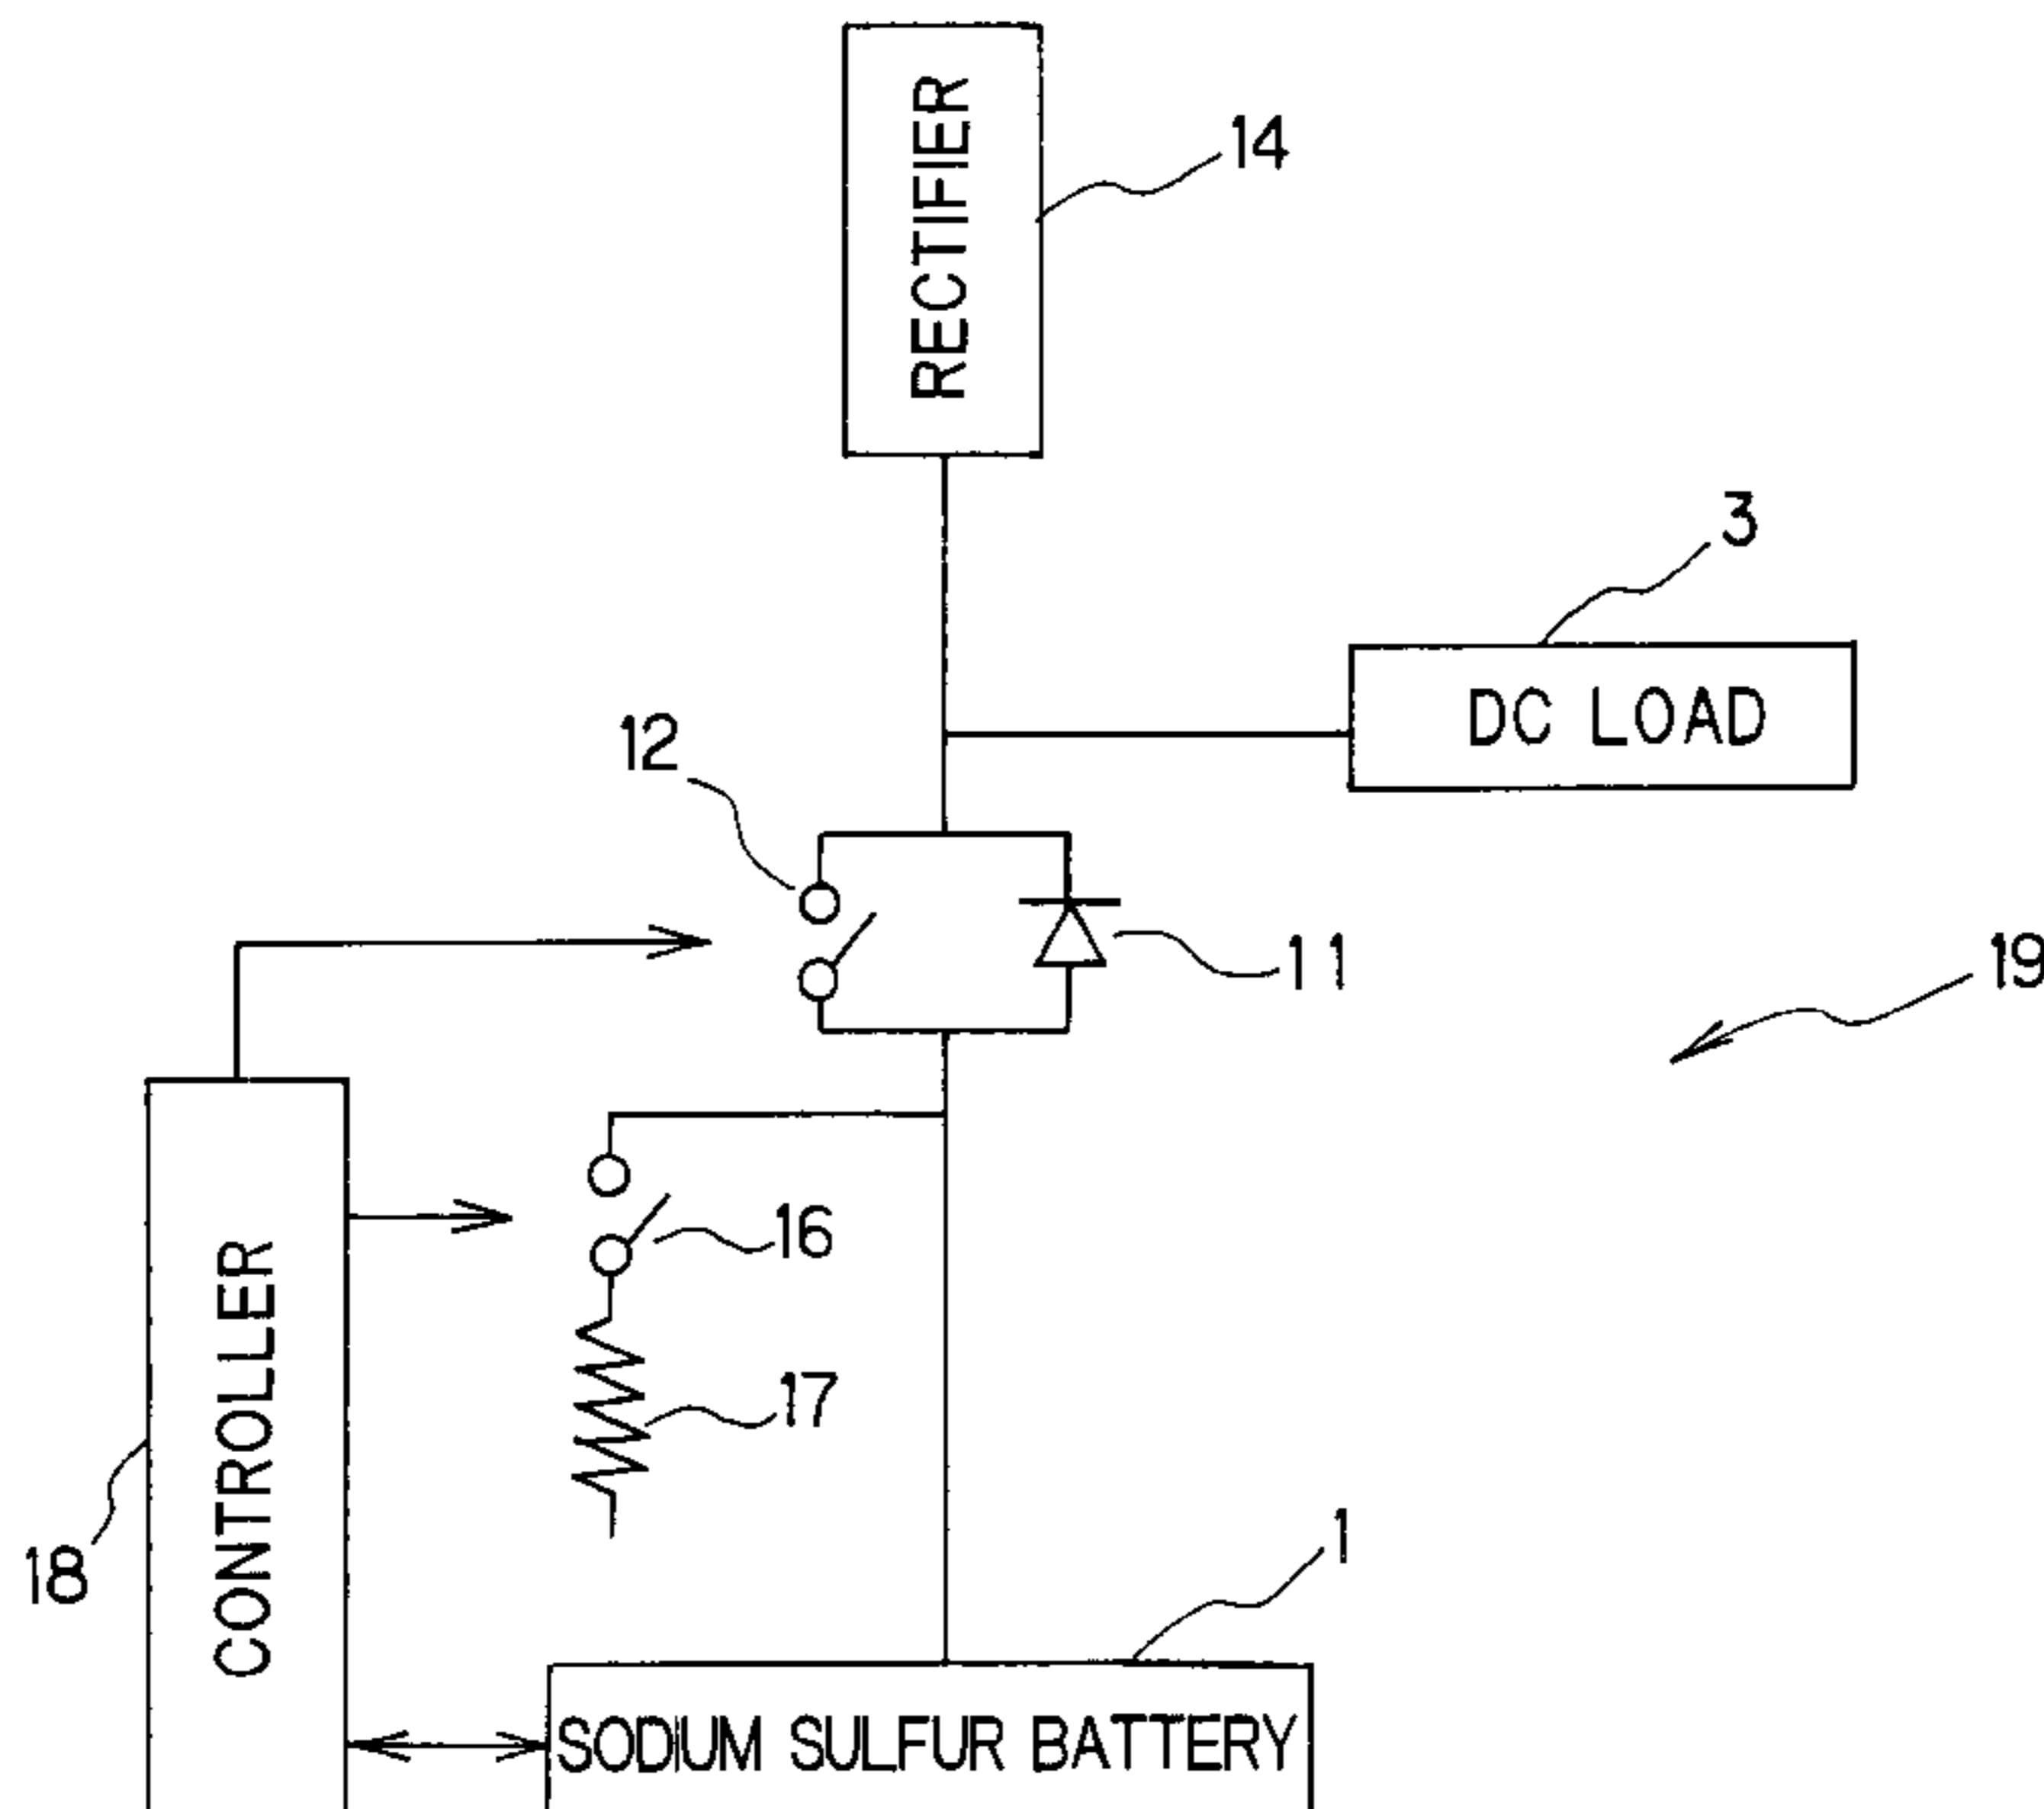 RECTIFIER
14
3
DC LOAD
12
11
19
16
CONTROLLER
17
18
1
SODIUM SULFUR BATTERY